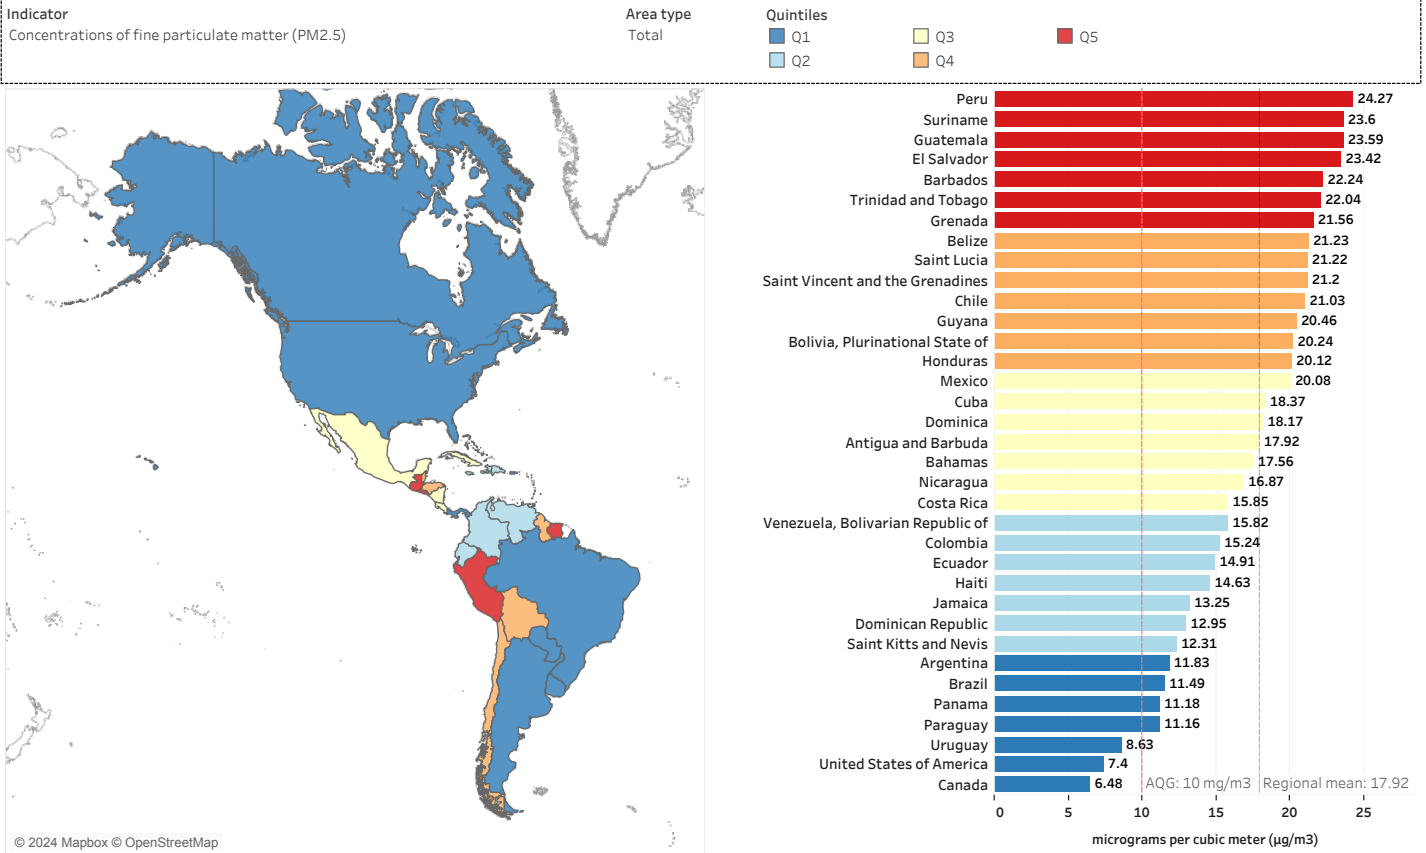 Indicator
Concentrations of fine particulate matter (PM2.5)
Area type
Total
Quintiles
Q1
Q2
Q3
Q4
Q5
Peru 24.27
Suriname 23.6
Guatemala 23.59
El Salvador 23.42
Barbados 22.24
Trinidad and Tobago 22.04
Grenada 21.56
Belize 21.23
Saint Lucia 21.22
Saint Vincent and the Grenadines 21.2
Chile 21.03
Guyana 20.46
Bolivia, Plurinational State of 20.24
Honduras 20.12
Mexico 20.08
Cuba 18.37
Dominica 18.17
Antigua and Barbuda 17.92
Bahamas 17.56
Nicaragua 16.87
Costa Rica 15.85
Venezuela, Bolivarian Republic of 15.82
Colombia 15.24
Ecuador 14.91
Haiti 14.63
Jamaica 13.25
Dominican Republic 12.95
Saint Kitts and Nevis 12.31
Argentina 11.83
Brazil 11.49
Panama 11.18
Paraguay 11.16
Uruguay 8.63
United States of America 7.4
Canada 6.48 AQG: 10 mg/m3 Regional mean: 17.92
0 5 10 15 20 25
micrograms per cubic meter (µg/m3)
© 2024 Mapbox © OpenStreetMap